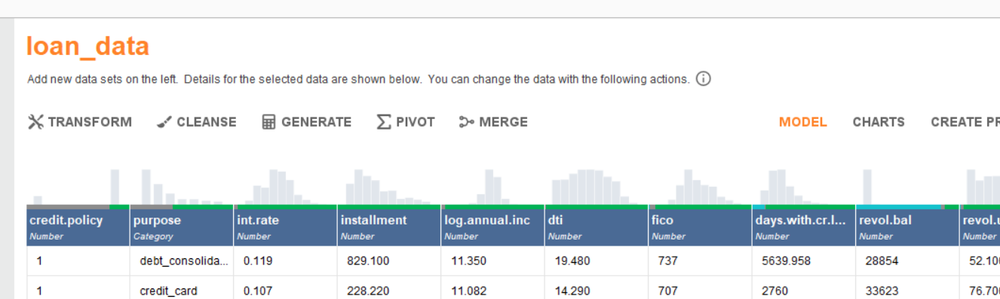 loan_data
Add new data sets on the left. Details for the selected data are shown below. You can change the data with the following actions.
TRANSFORM CLEANSE GENERATE PIVOT MERGE MODEL CHARTS CREATE PR
credit.policy purpose int.rate installment log.annual.inc dti fico days.with.cr.l... revol.bal revol.u
Number Category Number Number Number Number Number Number Number Number
1 debt_consolida... 0.119 829.100 11.350 19.480 737 5639.958 28854 52.100
1 credit_card 0.107 228.220 11.082 14.290 707 2760 33623 76.700